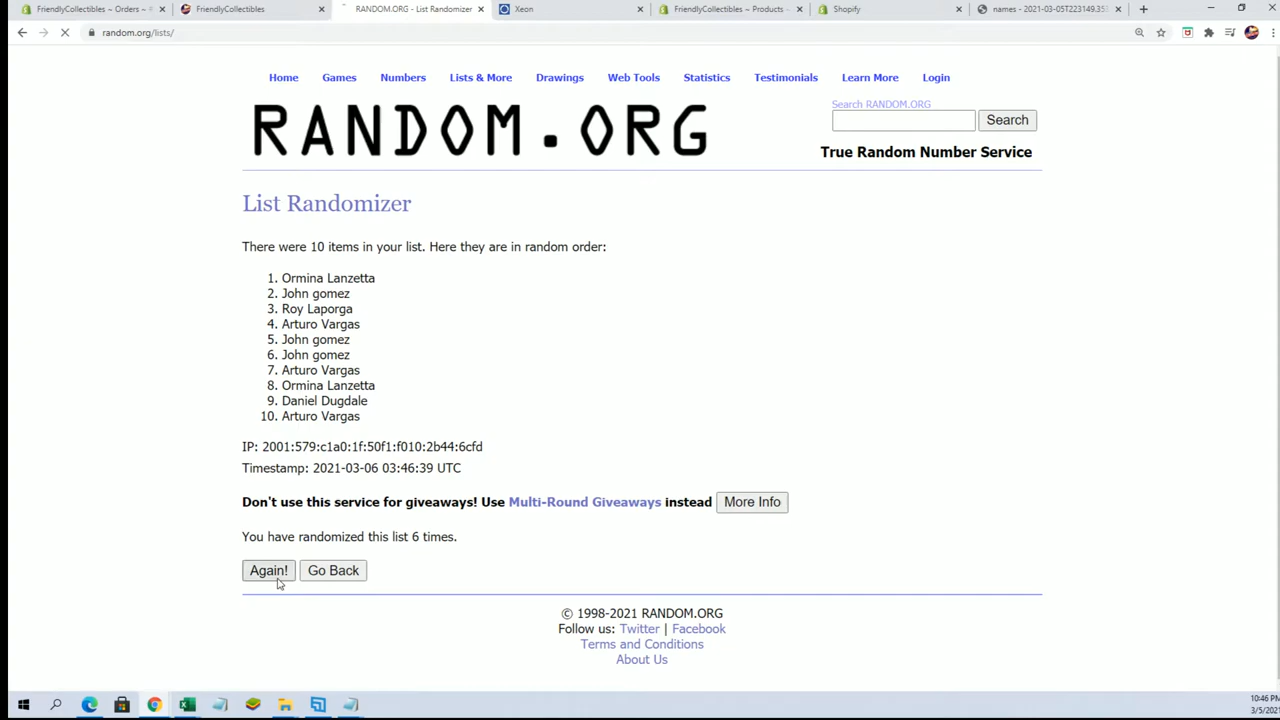 FriendlyCollectibles ~ Orders ~ #
FriendlyCollectibles
RANDOM.ORG - List Randomizer
Xeon
FriendlyCollectibles ~ Products ~
Shopify
names - 2021-03-05T223149.353
random.org/lists/
Home
Games
Numbers
Lists & More
Drawings
Web Tools
Statistics
Testimonials
Learn More
Login
RANDOM.ORG
Search RANDOM.ORG
Search
True Random Number Service
List Randomizer
There were 10 items in your list. Here they are in random order:
1. Ormina Lanzetta
2. John gomez
3. Roy Laporga
4. Arturo Vargas
5. John gomez
6. John gomez
7. Arturo Vargas
8. Ormina Lanzetta
9. Daniel Dugdale
10. Arturo Vargas
IP: 2001:579:c1a0:1f:50f1:f010:2b44:6cfd
Timestamp: 2021-03-06 03:46:39 UTC
Don't use this service for giveaways! Use Multi-Round Giveaways instead More Info
You have randomized this list 6 times.
Again! Go Back
© 1998-2021 RANDOM.ORG
Follow us: Twitter | Facebook
Terms and Conditions
About Us
10:46 PM
3/5/2021